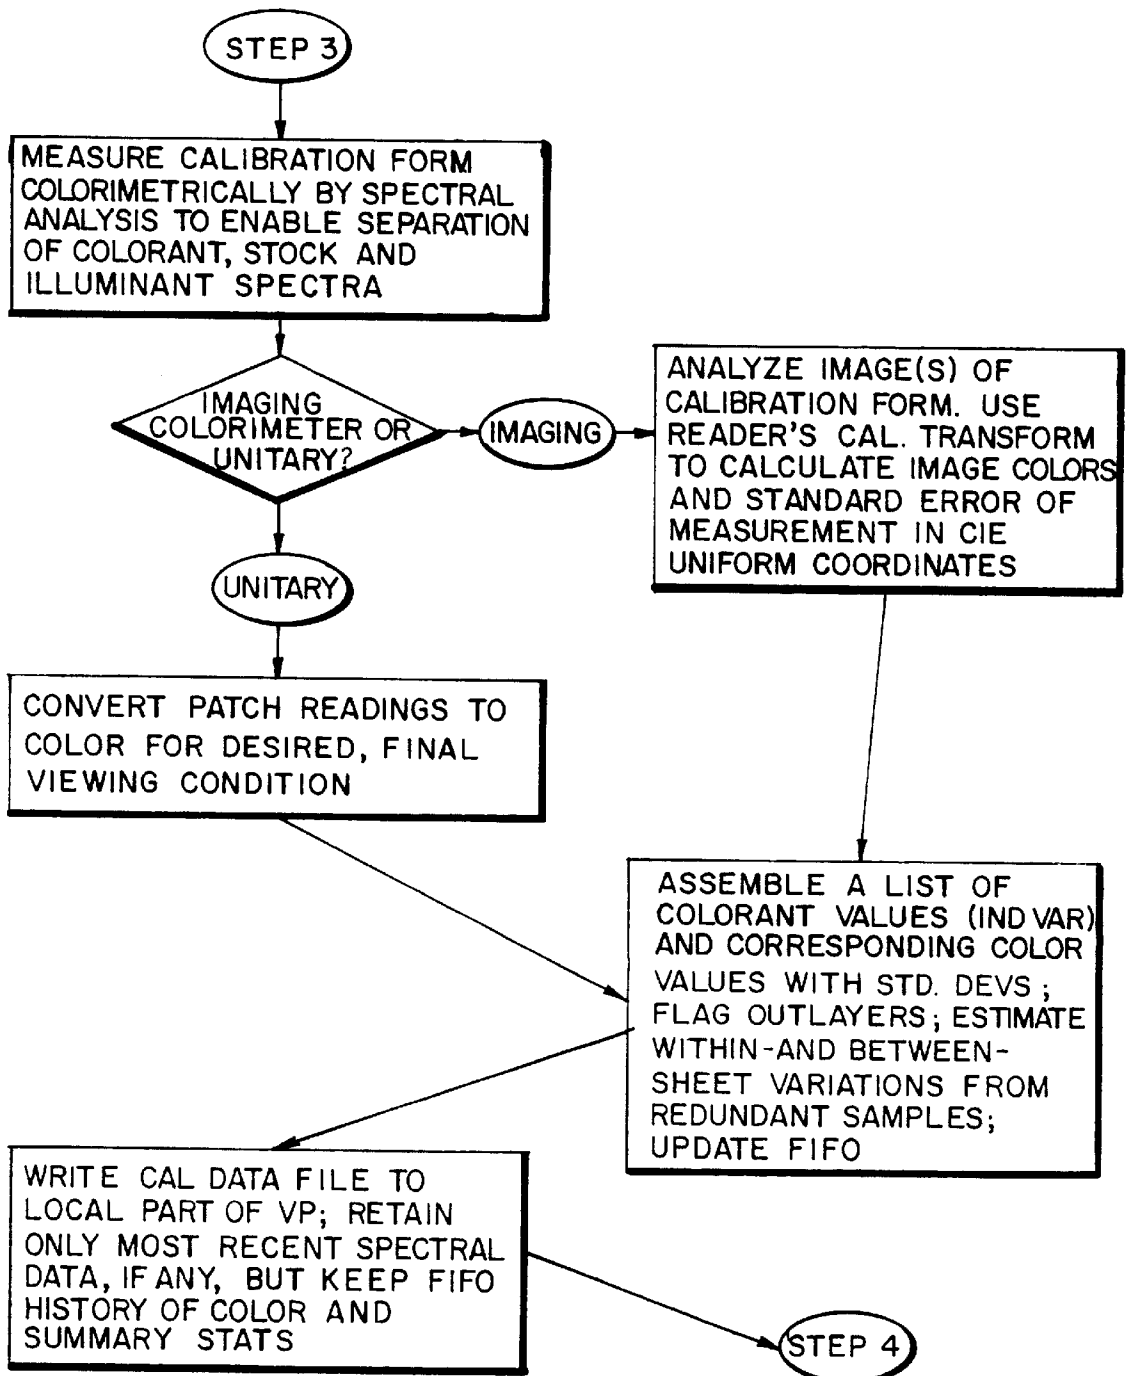 STEP 3
MEASURE CALIBRATION FORM
COLORIMETRICALLY BY SPECTRAL
ANALYSIS TO ENABLE SEPARATION
OF COLORANT, STOCK AND
ILLUMINANT SPECTRA
IMAGING
COLORIMETER OR
UNITARY?
IMAGING
ANALYZE IMAGE(S) OF
CALIBRATION FORM. USE
READER'S CAL. TRANSFORM
TO CALCULATE IMAGE COLORS
AND STANDARD ERROR OF
MEASUREMENT IN CIE
UNIFORM COORDINATES
UNITARY
CONVERT PATCH READINGS TO
COLOR FOR DESIRED, FINAL
VIEWING CONDITION
ASSEMBLE A LIST OF
COLORANT VALUES (IND VAR)
AND CORRESPONDING COLOR
VALUES WITH STD. DEVS;
FLAG OUTLAYERS; ESTIMATE
WITHIN-AND BETWEEN-
SHEET VARIATIONS FROM
REDUNDANT SAMPLES;
UPDATE FIFO
WRITE CAL DATA FILE TO
LOCAL PART OF VP; RETAIN
ONLY MOST RECENT SPECTRAL
DATA, IF ANY, BUT KEEP FIFO
HISTORY OF COLOR AND
SUMMARY STATS
STEP 4